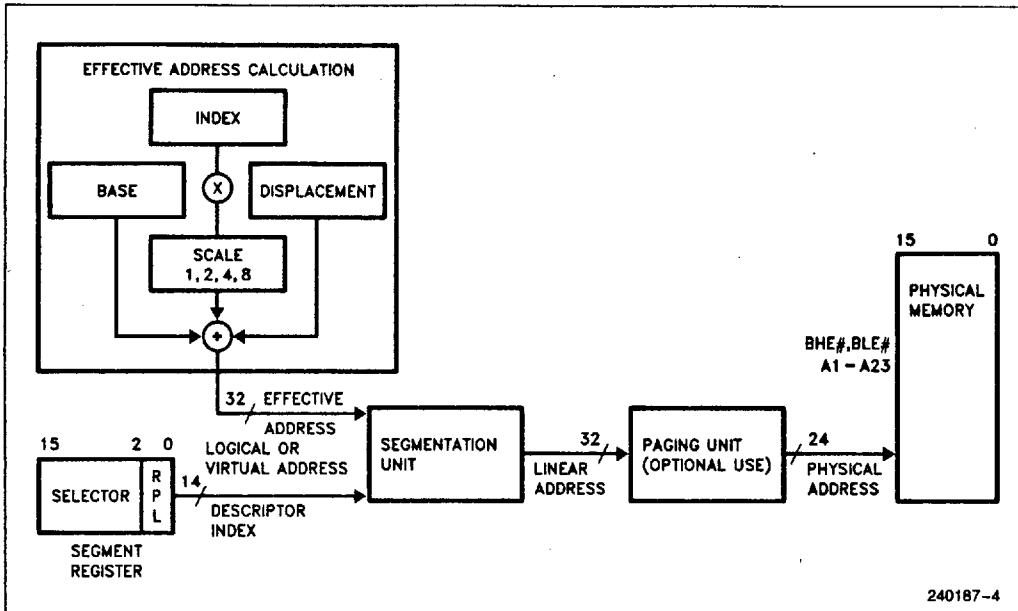 EFFECTIVE ADDRESS CALCULATION
INDEX
BASE
X
DISPLACEMENT
SCALE
1, 2, 4, 8
+
32 EFFECTIVE
ADDRESS
LOGICAL OR
VIRTUAL ADDRESS
15 2 0
SELECTOR
R
P
L
14
DESCRIPTOR
INDEX
SEGMENT
REGISTER
SEGMENTATION
UNIT
32
LINEAR
ADDRESS
PAGING UNIT
(OPTIONAL USE)
24
PHYSICAL
ADDRESS
15 0
PHYSICAL
MEMORY
BHE#,BLE#
A1-A23
240187-4